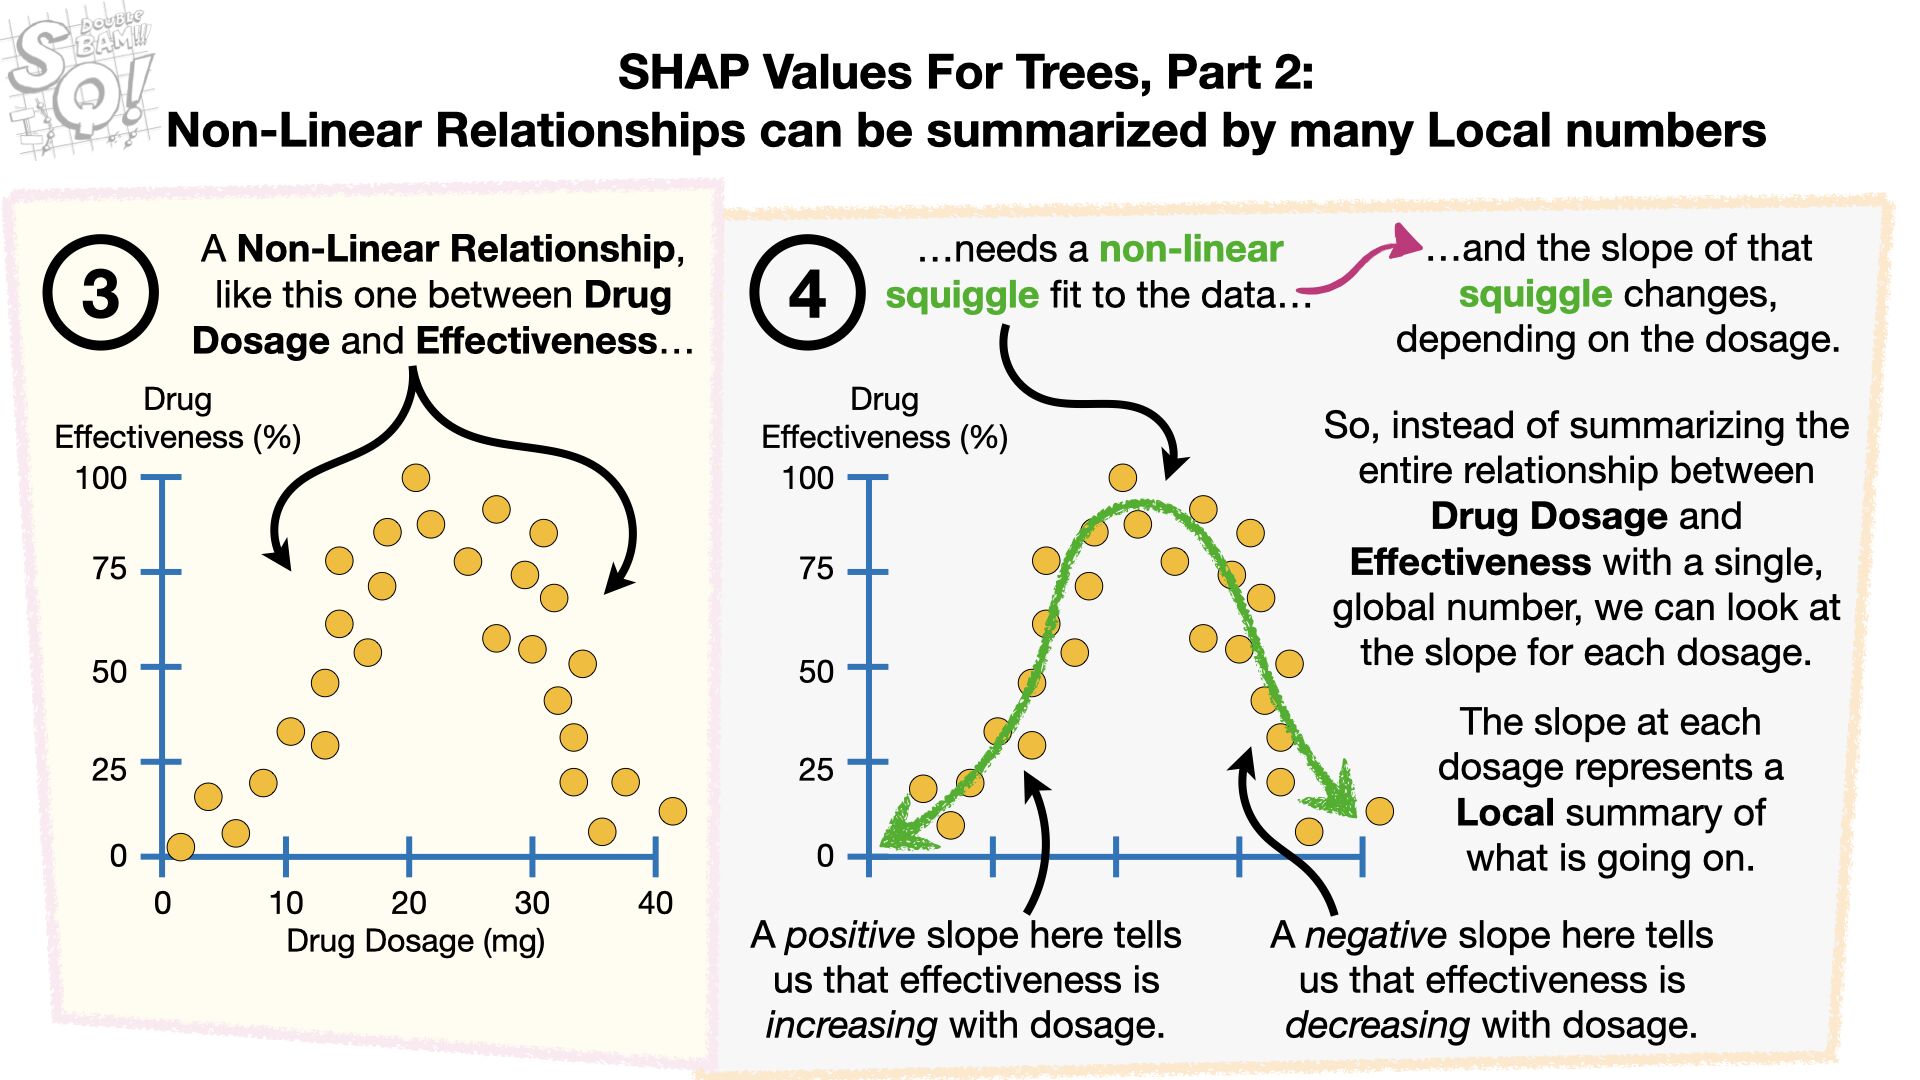 DOUBLE
BAM!!!
SQ!
SHAP Values For Trees, Part 2:
Non-Linear Relationships can be summarized by many Local numbers
3
A Non-Linear Relationship,
like this one between Drug
Dosage and Effectiveness…
Drug
Effectiveness (%)
100
75
50
25
0
0 10 20 30 40
Drug Dosage (mg)
4
…needs a non-linear
squiggle fit to the data…
…and the slope of that
squiggle changes,
depending on the dosage.
Drug
Effectiveness (%)
100
75
50
25
0
So, instead of summarizing the
entire relationship between
Drug Dosage and
Effectiveness with a single,
global number, we can look at
the slope for each dosage.
The slope at each
dosage represents a
Local summary of
what is going on.
A positive slope here tells
us that effectiveness is
increasing with dosage.
A negative slope here tells
us that effectiveness is
decreasing with dosage.